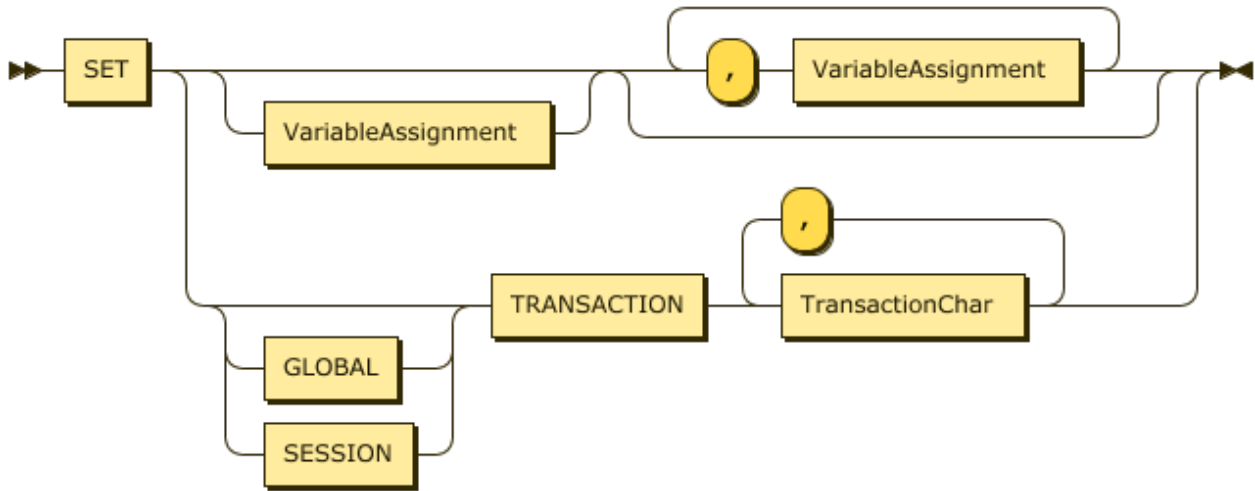 SET
, VariableAssignment
VariableAssignment
,
TRANSACTION TransactionChar
GLOBAL
SESSION